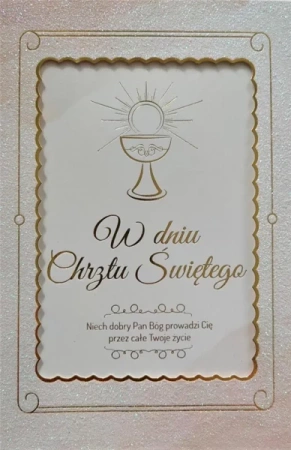 W dniu
Chrztu Świętego
Niech dobry Pan Bóg prowadzi Cię
przez całe Twoje życie